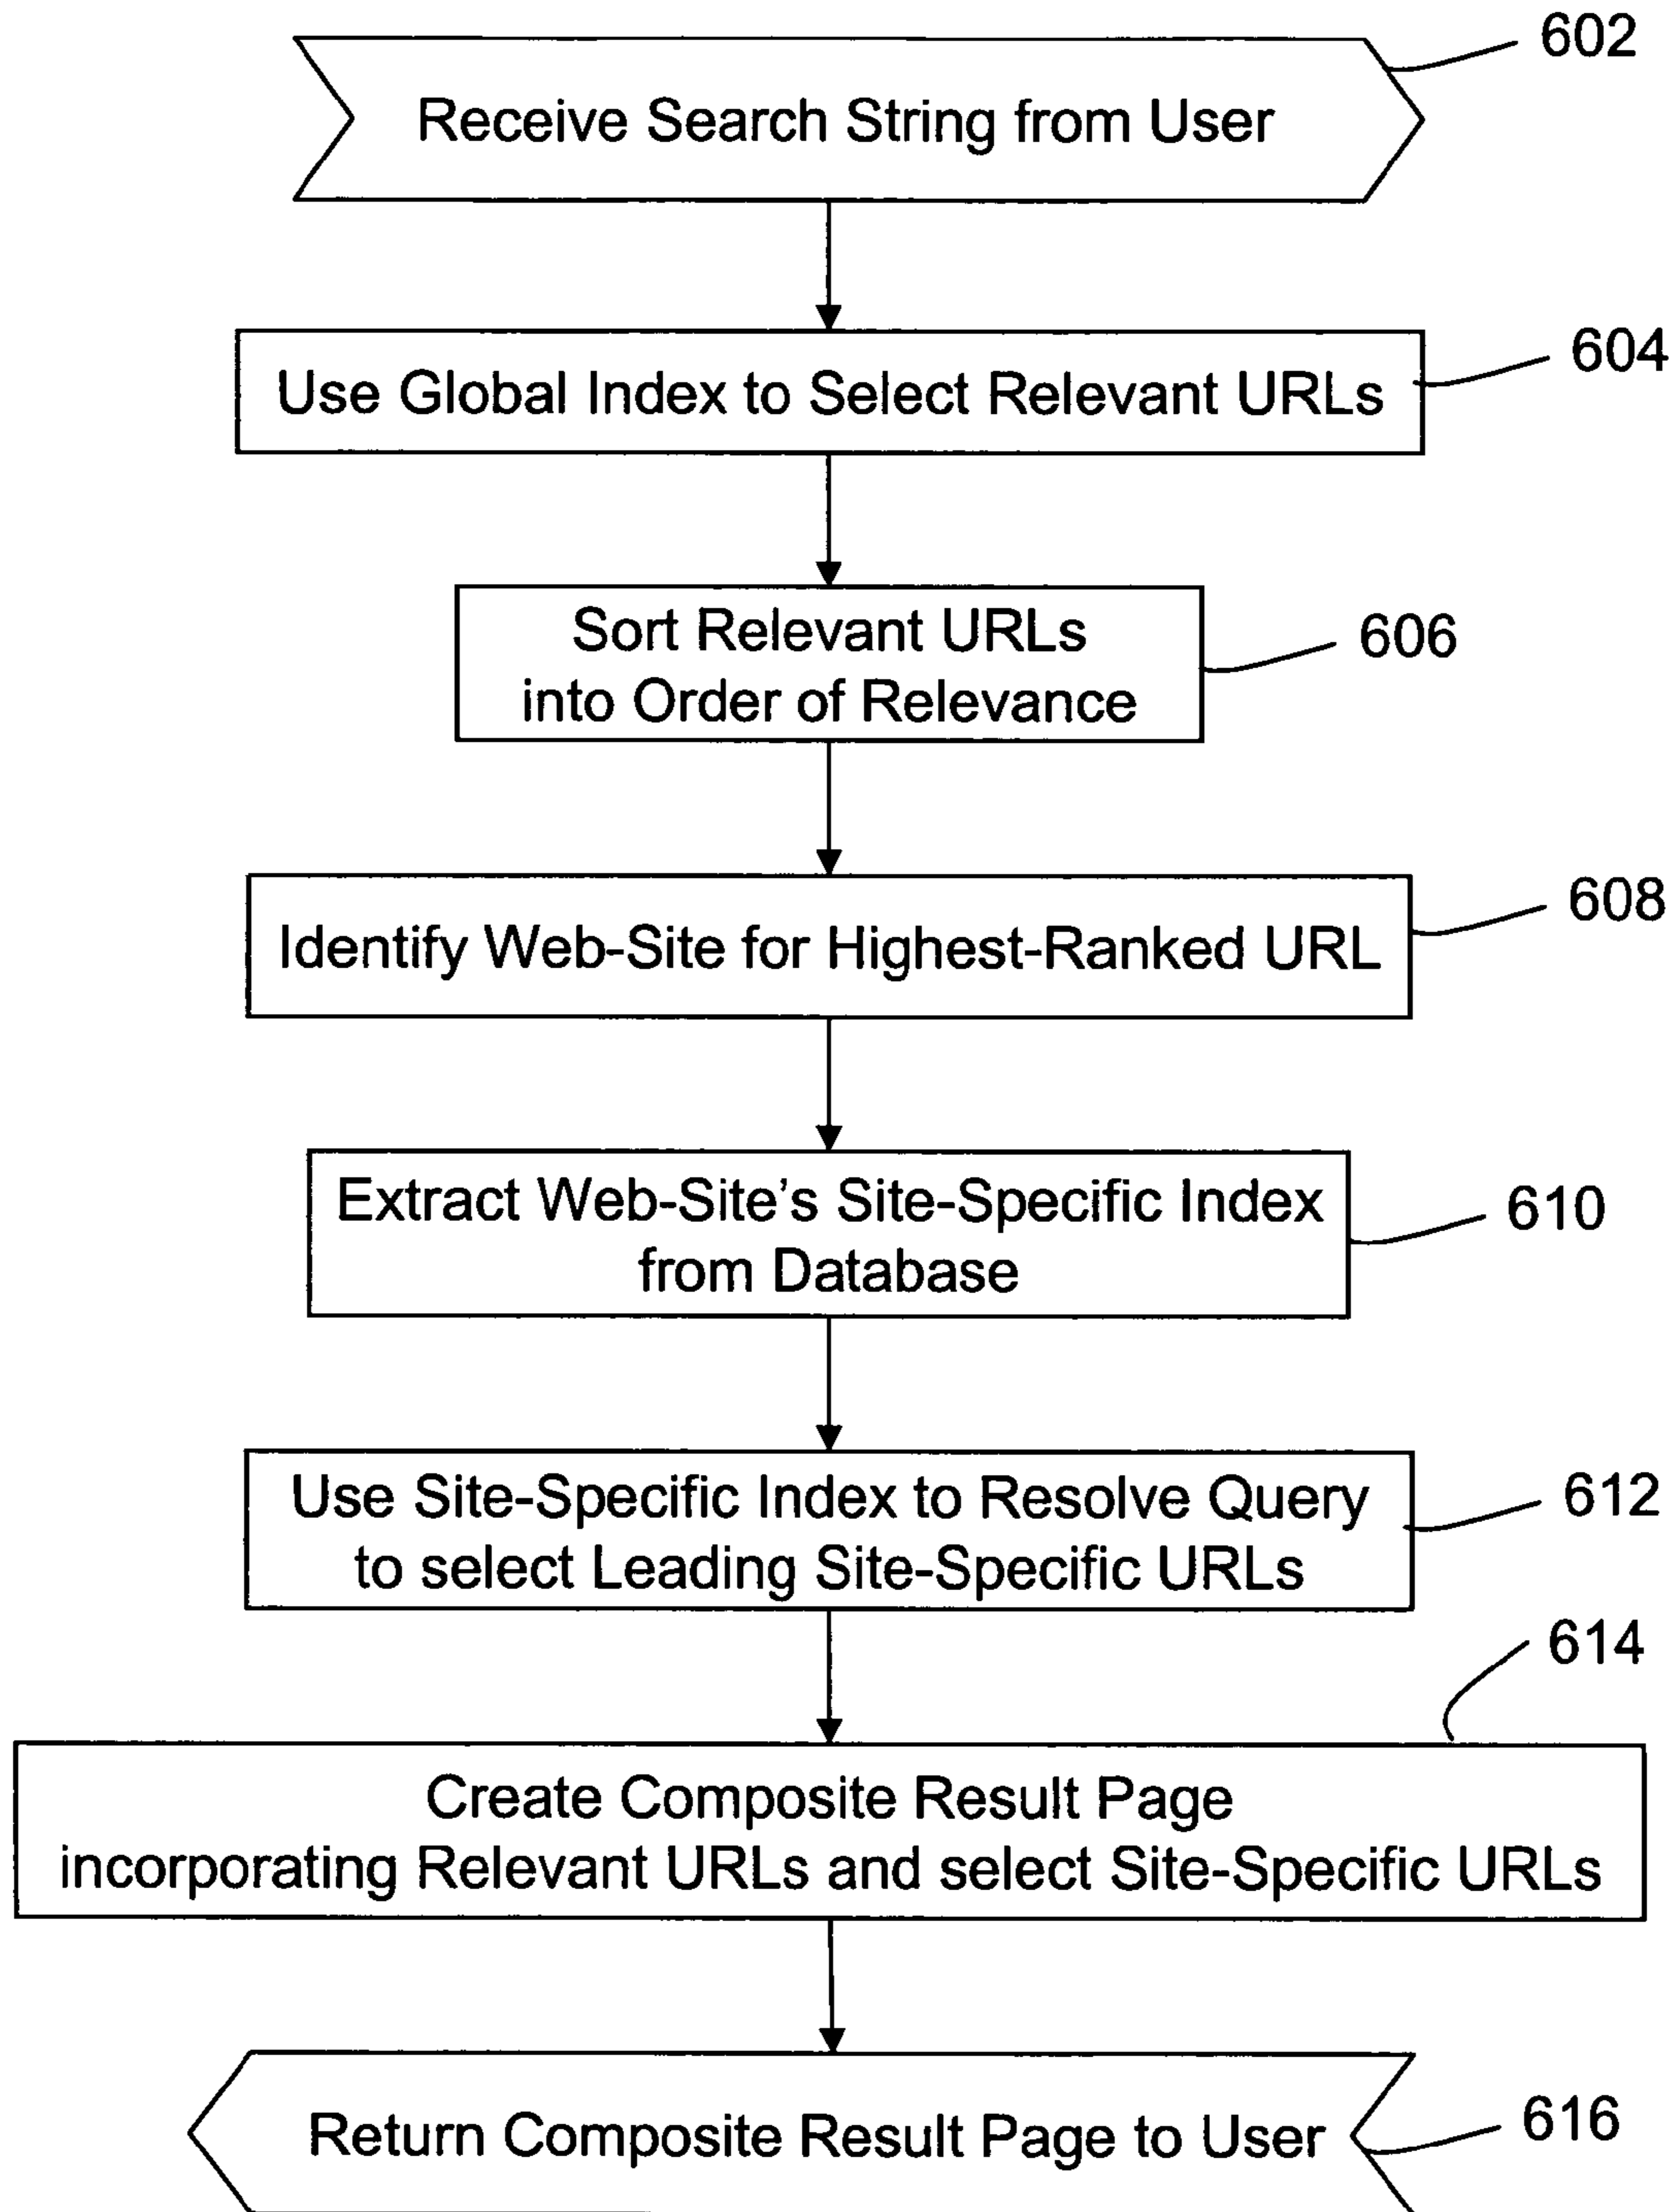 602
Receive Search String from User
604
Use Global Index to Select Relevant URLs
Sort Relevant URLs
into Order of Relevance
606
608
Identify Web-Site for Highest-Ranked URL
Extract Web-Site's Site-Specific Index
from Database
610
Use Site-Specific Index to Resolve Query
to select Leading Site-Specific URLs
612
614
Create Composite Result Page
incorporating Relevant URLs and select Site-Specific URLs
Return Composite Result Page to User
616